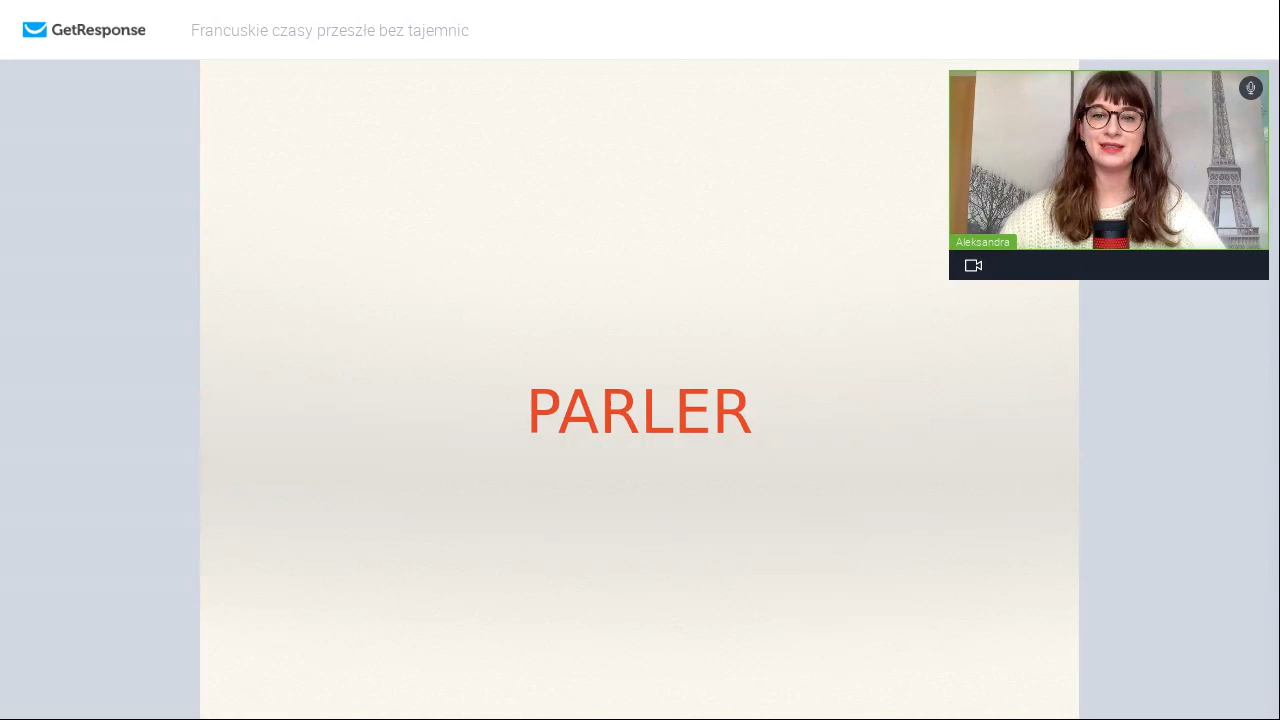 GetResponse
Francuskie czasy przeszłe bez tajemnic
Aleksandra
PARLER